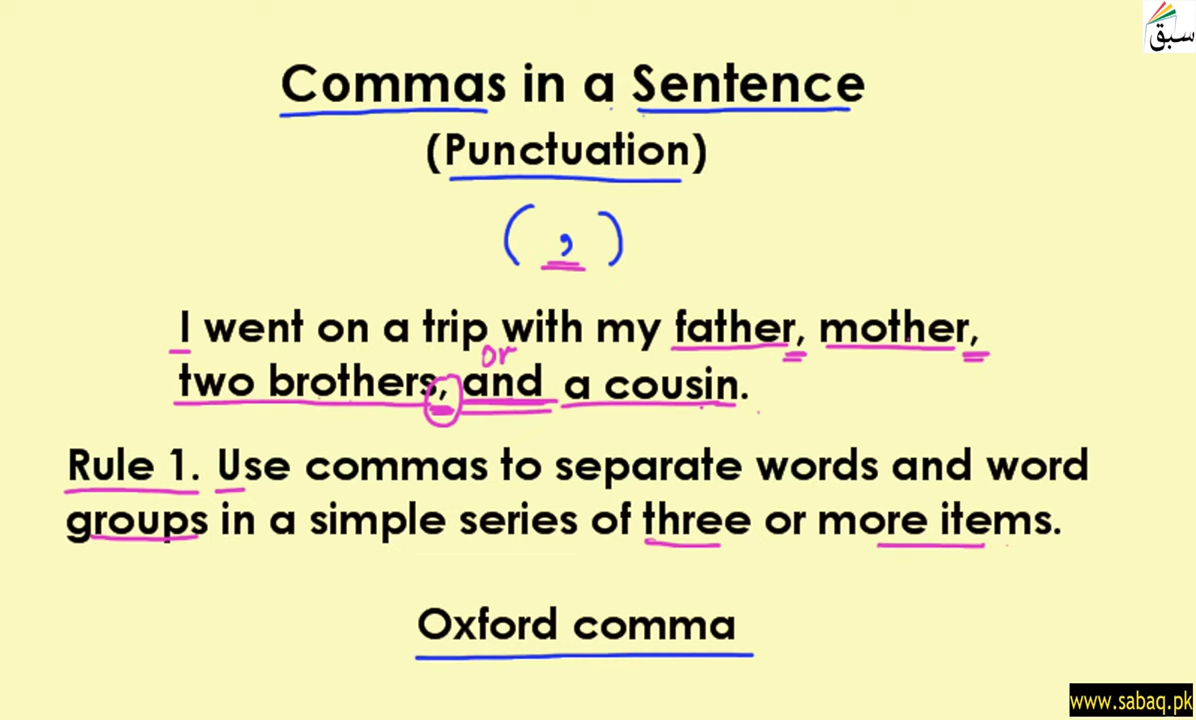 سبق
Commas in a Sentence
(Punctuation)
( , )
I went on a trip with my father, mother,
or
two brothers, and a cousin.
Rule 1. Use commas to separate words and word
groups in a simple series of three or more items.
Oxford comma
www.sabaq.pk